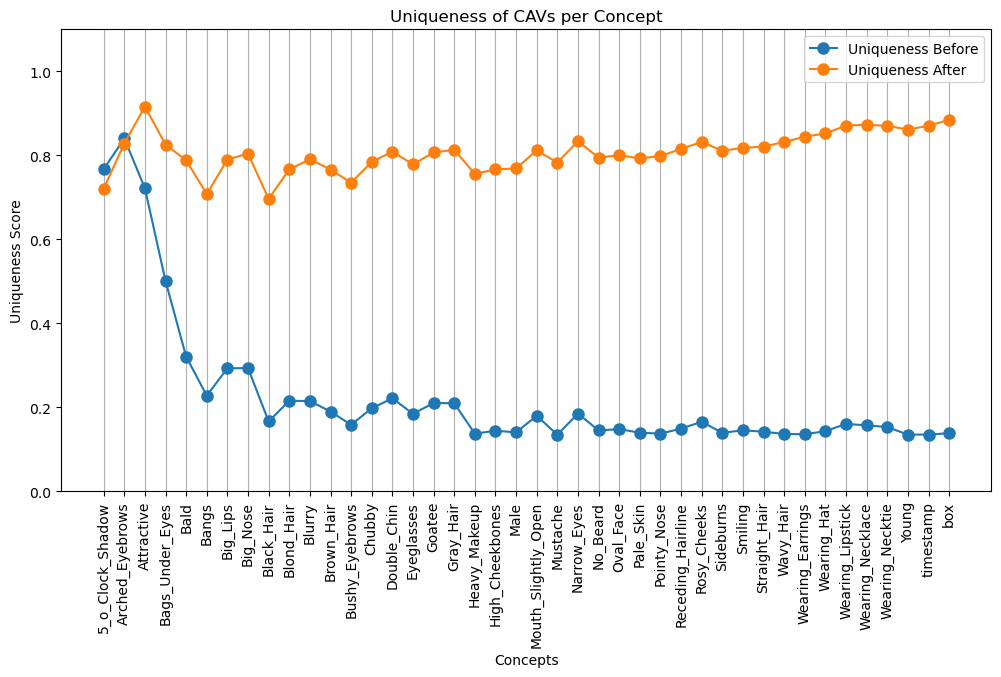 Uniqueness of CAVs per Concept
Uniqueness Before
Uniqueness After
Uniqueness Score
1.0
0.8
0.6
0.4
0.2
0.0
5_o_Clock_Shadow
Arched_Eyebrows
Attractive
Bags_Under_Eyes
Bald
Bangs
Big_Lips
Big_Nose
Black_Hair
Blond_Hair
Blurry
Brown_Hair
Bushy_Eyebrows
Chubby
Double_Chin
Eyeglasses
Goatee
Gray_Hair
Heavy_Makeup
High_Cheekbones
Male
Mouth_Slightly_Open
Mustache
Narrow_Eyes
No_Beard
Oval_Face
Pale_Skin
Pointy_Nose
Receding_Hairline
Rosy_Cheeks
Sideburns
Smiling
Straight_Hair
Wavy_Hair
Wearing_Earrings
Wearing_Hat
Wearing_Lipstick
Wearing_Necklace
Wearing_Necktie
Young
timestamp
box
Concepts